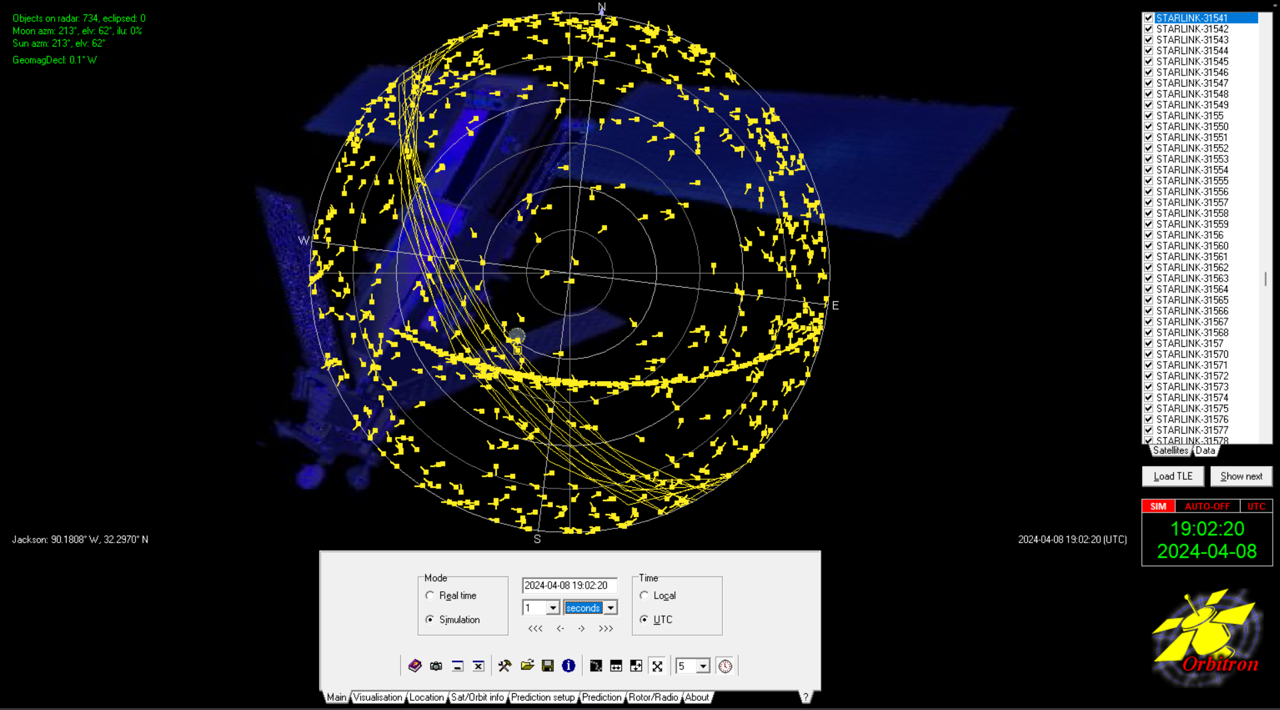 Objects on radar: 734, eclipsed: 0
Moon azm: 213°, elv: 62°, ilu: 0%
Sun azm: 213°, elv: 62°
GeomagDecl: 0.1° W
N
W
E
S
STARLINK-31541
STARLINK-31542
STARLINK-31543
STARLINK-31544
STARLINK-31545
STARLINK-31546
STARLINK-31547
STARLINK-31548
STARLINK-31549
STARLINK-3155
STARLINK-31550
STARLINK-31551
STARLINK-31552
STARLINK-31553
STARLINK-31554
STARLINK-31555
STARLINK-31556
STARLINK-31557
STARLINK-31558
STARLINK-31559
STARLINK-3156
STARLINK-31560
STARLINK-31561
STARLINK-31562
STARLINK-31563
STARLINK-31564
STARLINK-31565
STARLINK-31566
STARLINK-31567
STARLINK-31568
STARLINK-3157
STARLINK-31570
STARLINK-31571
STARLINK-31572
STARLINK-31573
STARLINK-31574
STARLINK-31575
STARLINK-31576
STARLINK-31577
STARLINK-31578
Satellites Data
Load TLE Show next
SIM AUTO-OFF UTC
19:02:20
2024-04-08
Orbitron
Jackson: 90.1808° W, 32.2970° N
2024-04-08 19:02:20 (UTC)
Mode
Real time
Simulation
2024-04-08 19:02:20
1 seconds
<<< <- -> >>>
Time
Local
UTC
5
Main Visualisation Location Sat/Orbit info Prediction setup Prediction Rotor/Radio About ?